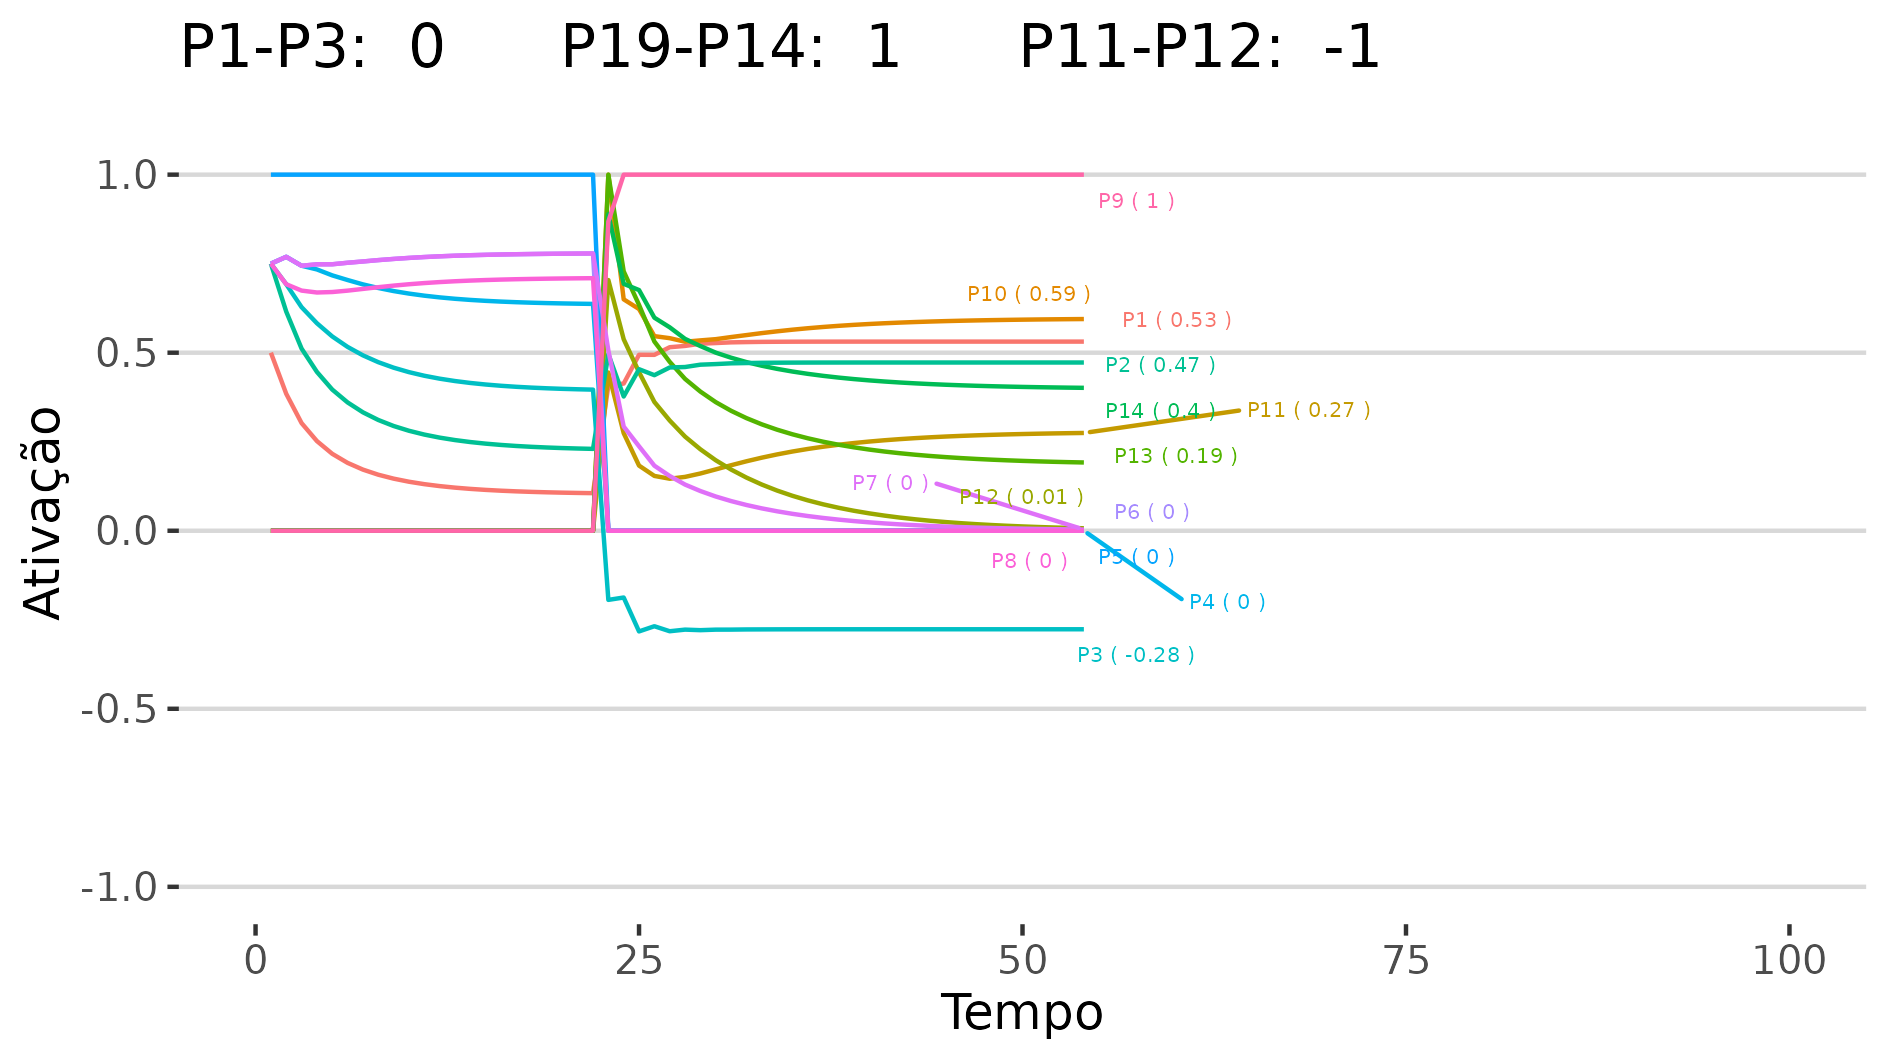 P1-P3:  0    P19-P14:  1    P11-P12:  -1
Ativação
1.0
0.5
0.0
-0.5
-1.0
P9 ( 1 )
P10 ( 0.59 )
P1 ( 0.53 )
P2 ( 0.47 )
P14 ( 0.4 )
P11 ( 0.27 )
P13 ( 0.19 )
P7 ( 0 )
P12 ( 0.01 )
P6 ( 0 )
P8 ( 0 )
P5 ( 0 )
P4 ( 0 )
P3 ( -0.28 )
0 25 50 75 100
Tempo